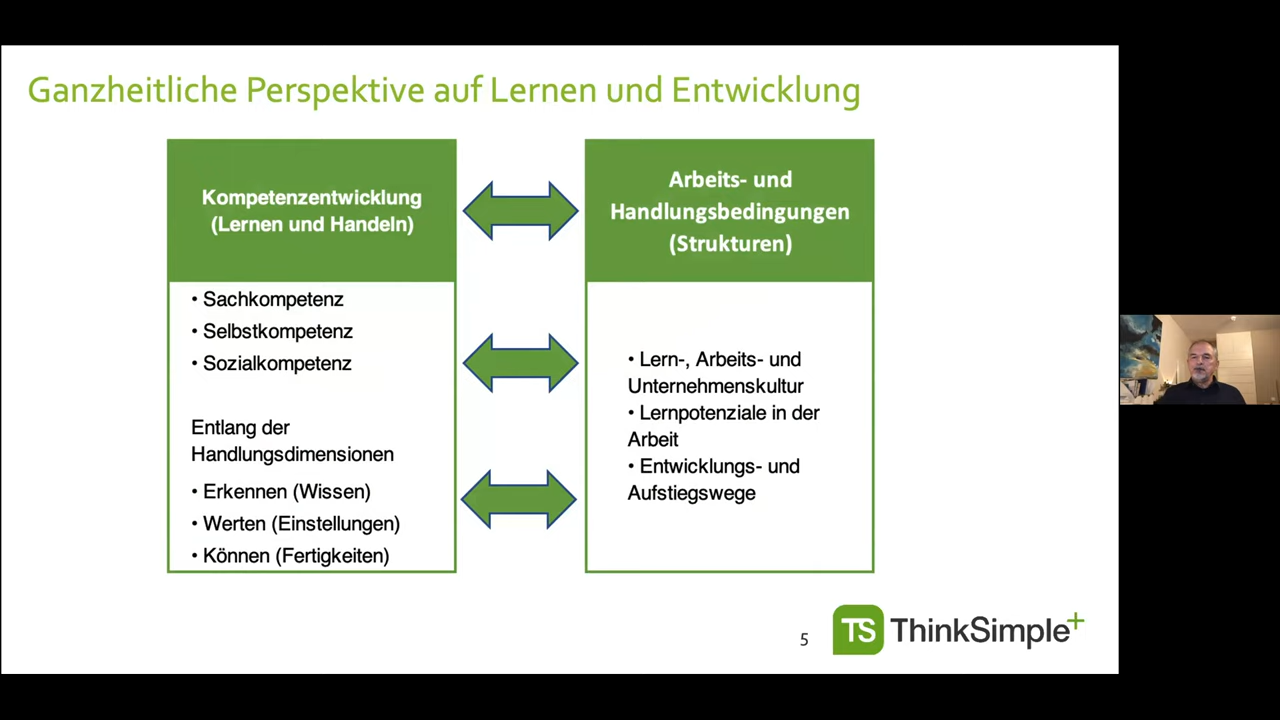 Ganzheitliche Perspektive auf Lernen und Entwicklung
Kompetenzentwicklung
(Lernen und Handeln)
• Sachkompetenz
• Selbstkompetenz
• Sozialkompetenz
Entlang der
Handlungsdimensionen
• Erkennen (Wissen)
• Werten (Einstellungen)
• Können (Fertigkeiten)
Arbeits- und
Handlungsbedingungen
(Strukturen)
• Lern-, Arbeits- und
Unternehmenskultur
• Lernpotenziale in der
Arbeit
• Entwicklungs- und
Aufstiegswege
5
TS ThinkSimple+